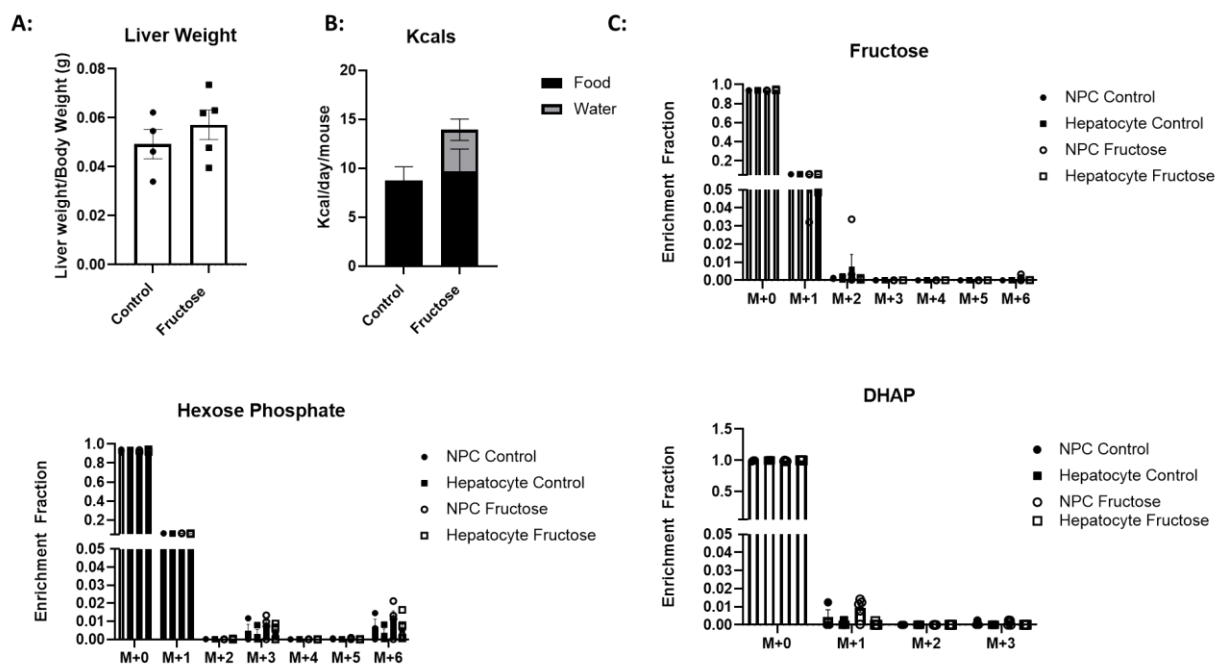 A:
Liver Weight
Liver weight/Body Weight (g)
0.08
0.06
0.04
0.02
0.00
Control
Fructose
B:
Kcals
Kcal/day/mouse
20
15
10
5
0
Control
Fructose
Food
Water
C:
Fructose
Enrichment Fraction
1.0
0.8
0.6
0.4
0.2
0.05
0.04
0.03
0.02
0.01
0.00
M+0 M+1 M+2 M+3 M+4 M+5 M+6
NPC Control
Hepatocyte Control
NPC Fructose
Hepatocyte Fructose
Hexose Phosphate
Enrichment Fraction
1.0
0.8
0.6
0.4
0.2
0.05
0.04
0.03
0.02
0.01
0.00
M+0 M+1 M+2 M+3 M+4 M+5 M+6
NPC Control
Hepatocyte Control
NPC Fructose
Hepatocyte Fructose
DHAP
Enrichment Fraction
1.5
1.0
0.5
0.05
0.04
0.03
0.02
0.01
0.00
M+0 M+1 M+2 M+3
NPC Control
Hepatocyte Control
NPC Fructose
Hepatocyte Fructose